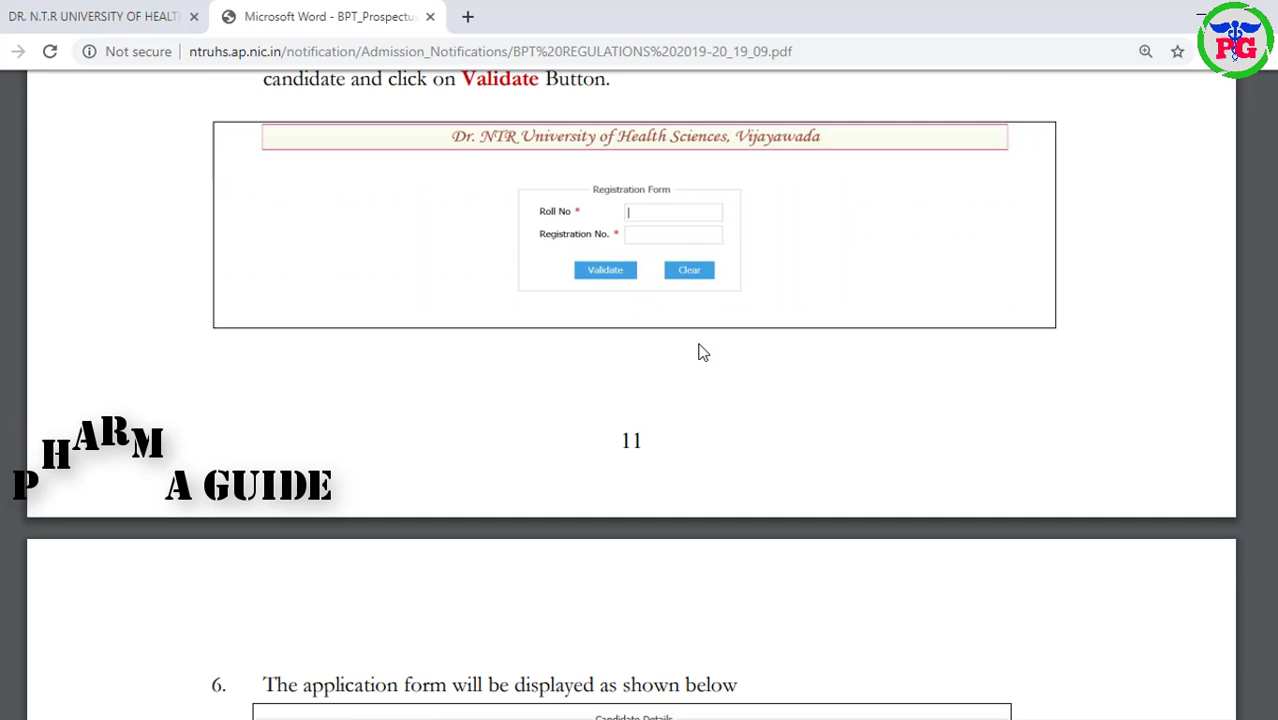 DR. N.T.R UNIVERSITY OF HEALT
Microsoft Word - BPT_Prospectu
Not secure
ntruhs.ap.nic.in/notification/Admission_Notifications/BPT%20REGULATIONS%202019-20_19_09.pdf
PG
candidate and click on Validate Button.
Dr. NTR University of Health Sciences, Vijayawada
Registration Form
Roll No *
Registration No. *
Validate Clear
11
PHARMA GUIDE
6. The application form will be displayed as shown below
Candidate Details